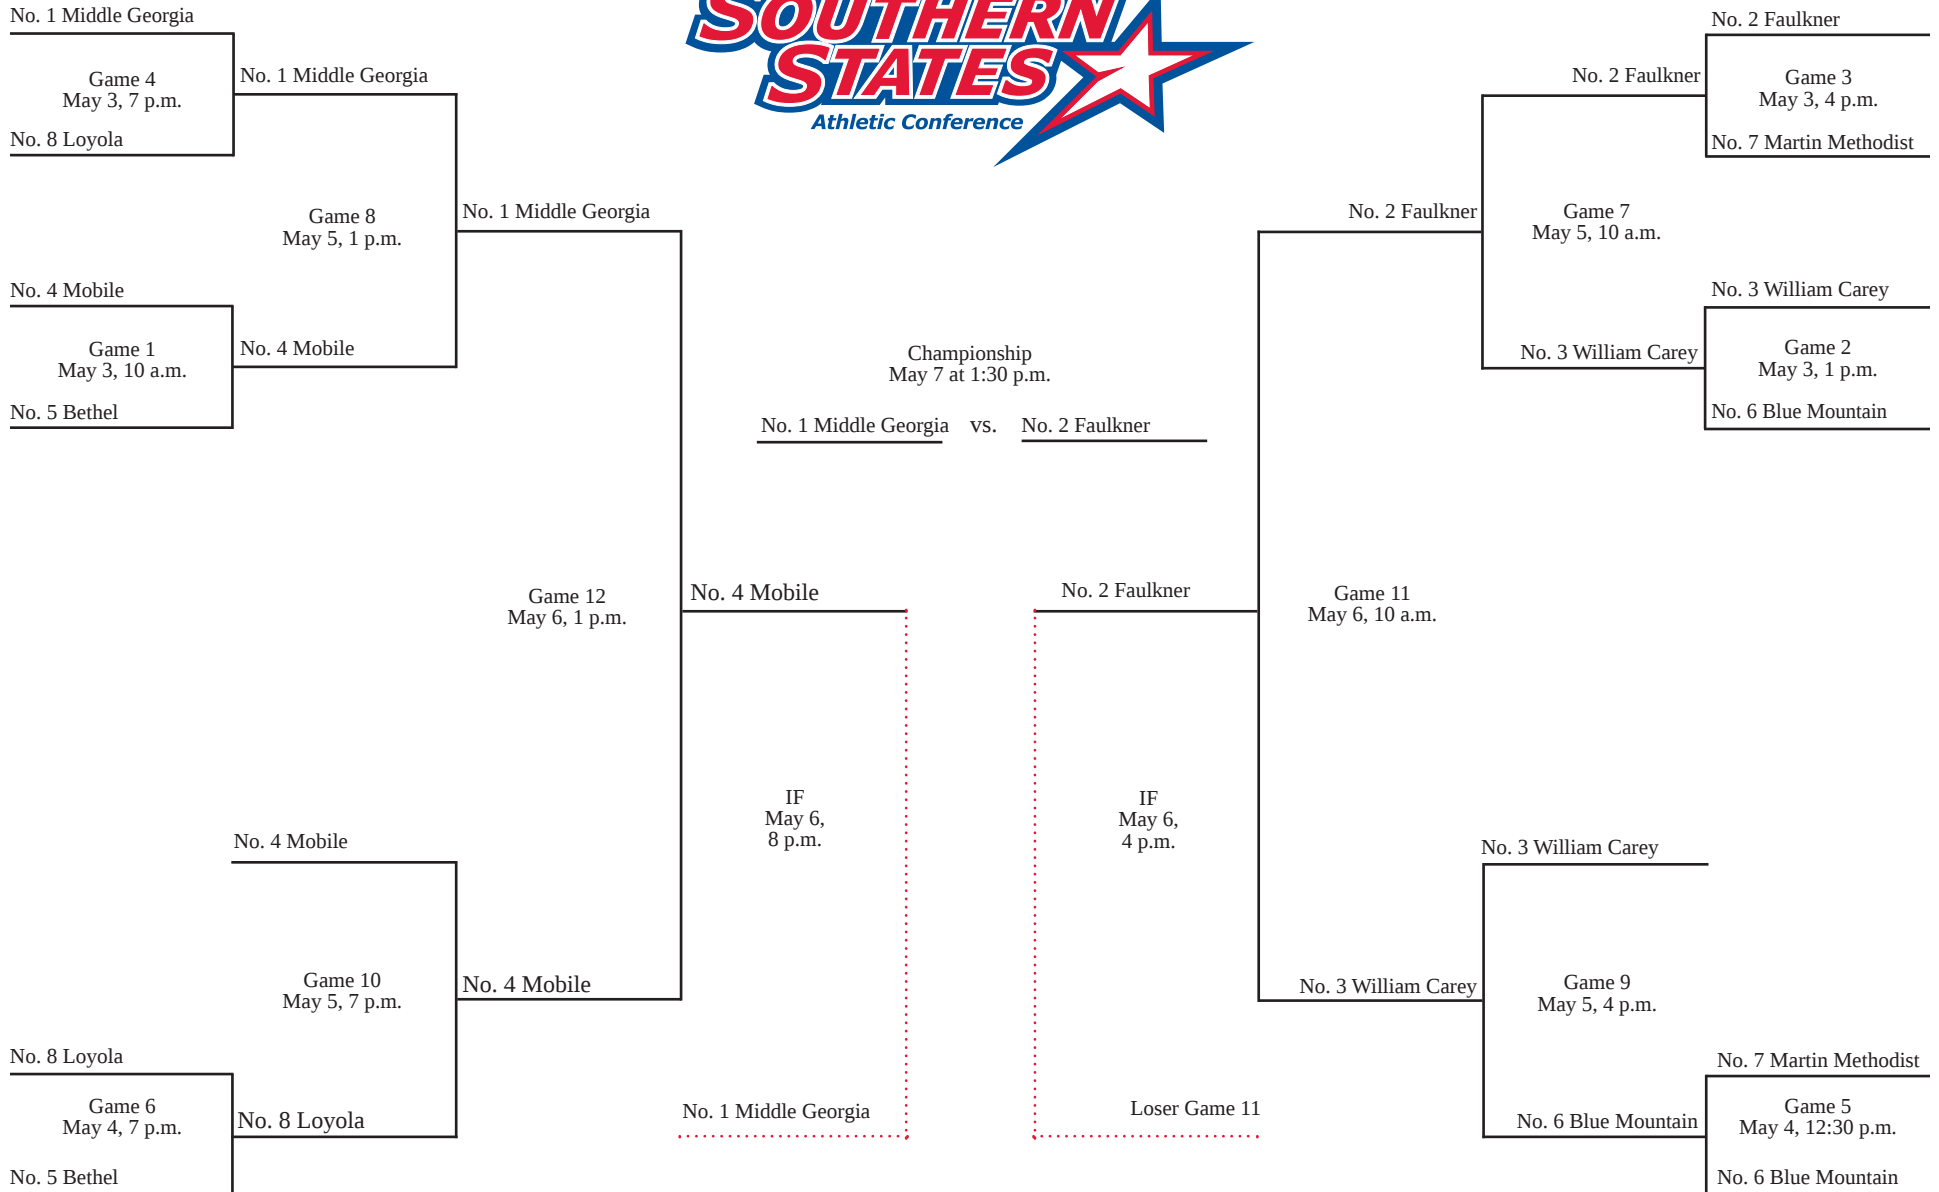 No. 1 Middle Georgia
Game 4
May 3, 7 p.m.
No. 8 Loyola
No. 1 Middle Georgia
Game 8
May 5, 1 p.m.
No. 1 Middle Georgia
No. 4 Mobile
Game 1
May 3, 10 a.m.
No. 5 Bethel
No. 4 Mobile
SOUTHERN
STATES
Athletic Conference
No. 2 Faulkner
Game 3
May 3, 4 p.m.
No. 7 Martin Methodist
No. 2 Faulkner
No. 2 Faulkner
Game 7
May 5, 10 a.m.
No. 3 William Carey
No. 3 William Carey
Game 2
May 3, 1 p.m.
No. 6 Blue Mountain
Championship
May 7 at 1:30 p.m.
No. 1 Middle Georgia vs. No. 2 Faulkner
Game 12
May 6, 1 p.m.
No. 4 Mobile
No. 2 Faulkner
Game 11
May 6, 10 a.m.
IF
May 6,
8 p.m.
IF
May 6,
4 p.m.
No. 4 Mobile
Game 10
May 5, 7 p.m.
No. 4 Mobile
No. 8 Loyola
Game 6
May 4, 7 p.m.
No. 5 Bethel
No. 8 Loyola
No. 1 Middle Georgia
Loser Game 11
No. 3 William Carey
No. 3 William Carey
Game 9
May 5, 4 p.m.
No. 6 Blue Mountain
No. 7 Martin Methodist
Game 5
May 4, 12:30 p.m.
No. 6 Blue Mountain